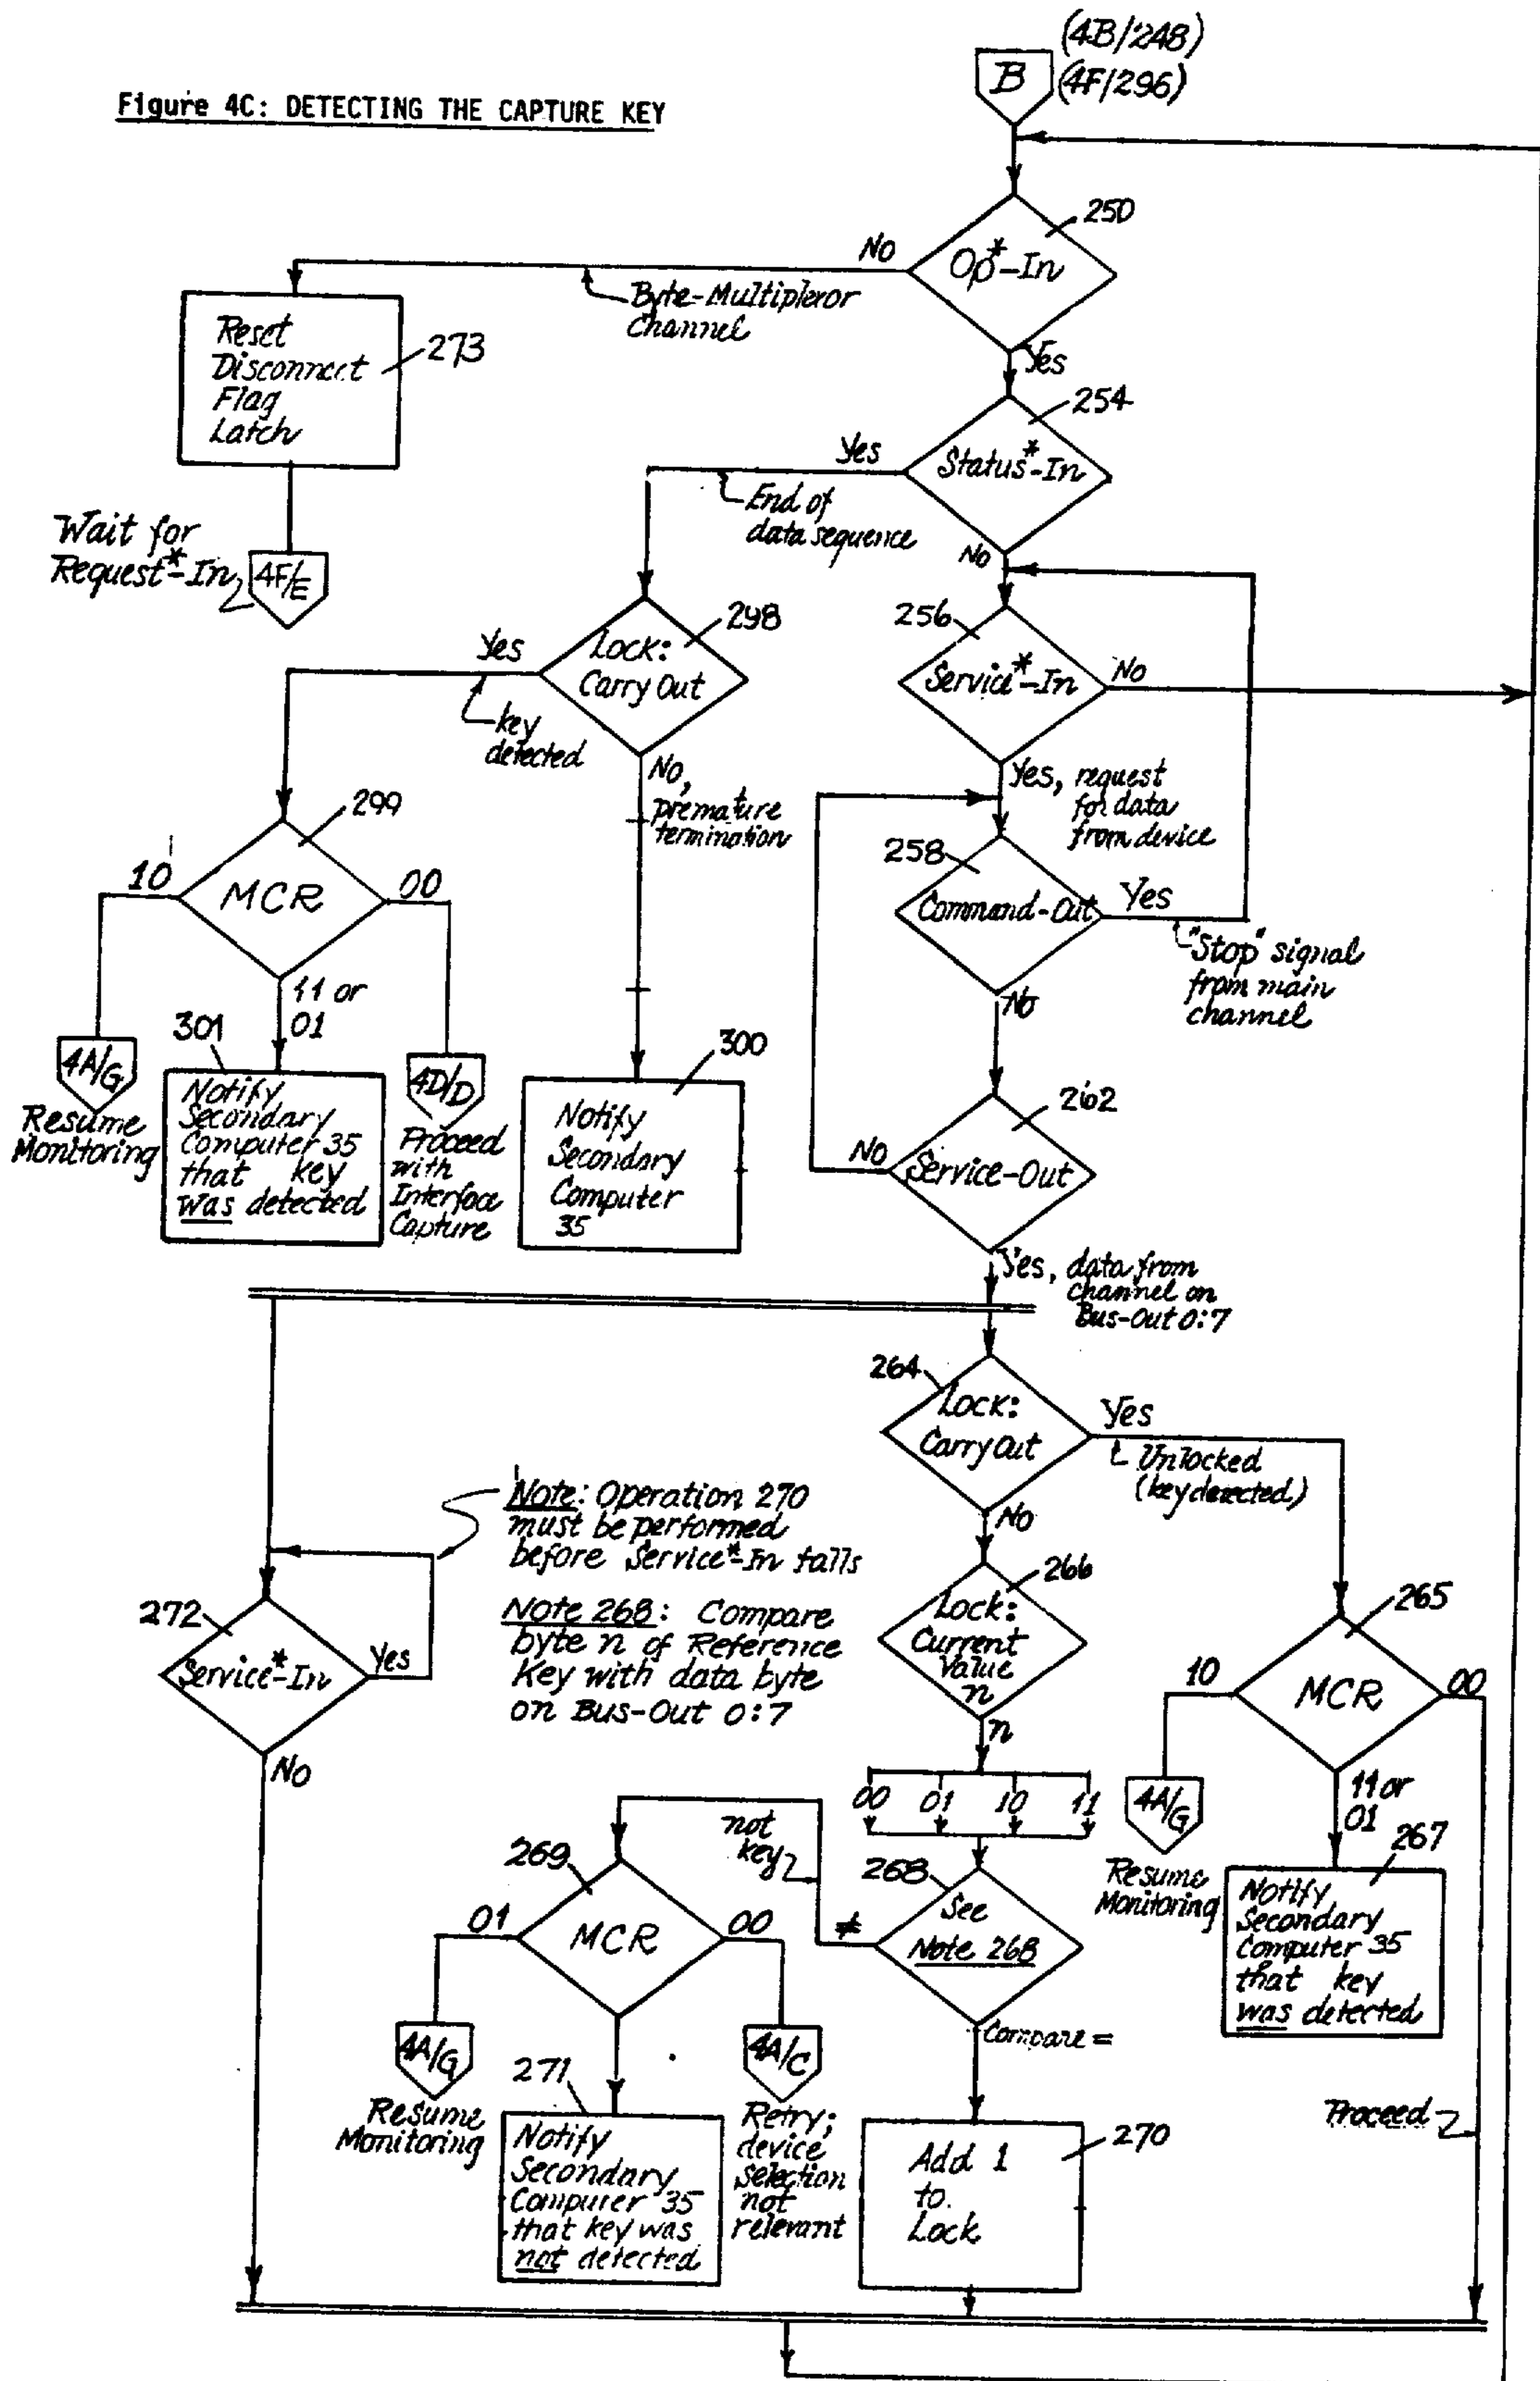 (4B/248)
B
(4F/296)
Figure 4C: DETECTING THE CAPTURE KEY
250
Op*-In
No
Byte-Multiplexor
Channel
Yes
Reset
Disconnect
Flag
Latch
273
254
Status*-In
Yes
End of
data sequence
No
Wait for
Request*-In
4F/E
298
Lock:
Carry Out
Yes
key
detected
No,
premature
termination
256
Service*-In
No
Yes, request
for data
from device
299
MCR
10
00
11 or
01
258
Command-Out
Yes
"Stop" signal
from main
channel
No
4A/G
Resume
Monitoring
301
Notify
Secondary
Computer 35
that key
was detected
4D/D
Proceed
with
Interface
Capture
300
Notify
Secondary
Computer
35
262
Service-Out
No
Yes, data from
channel on
Bus-Out 0:7
264
Lock:
Carry Out
Yes
Unlocked
(key detected)
No
Note: Operation 270
must be performed
before Service*-In falls
Note 268: Compare
byte n of Reference
Key with data byte
on Bus-Out 0:7
272
Service*-In
Yes
No
266
Lock:
Current
Value
n
n
00 01 10 11
265
MCR
10
00
11 or
01
4A/G
Resume
Monitoring
267
Notify
Secondary
Computer 35
that key
was detected
not
key
269
MCR
01
00
268
See
Note 268
≠
Compare =
4A/G
Resume
Monitoring
271
Notify
Secondary
Computer 35
that key was
not detected
4A/C
Retry;
device
selection
not
relevant
270
Add 1
to.
Lock
Proceed